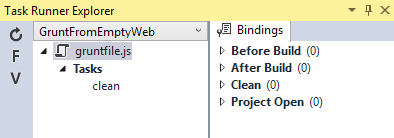 Task Runner Explorer
GruntFromEmptyWeb
F
V
gruntfile.js
Tasks
clean
Bindings
Before Build (0)
After Build (0)
Clean (0)
Project Open (0)